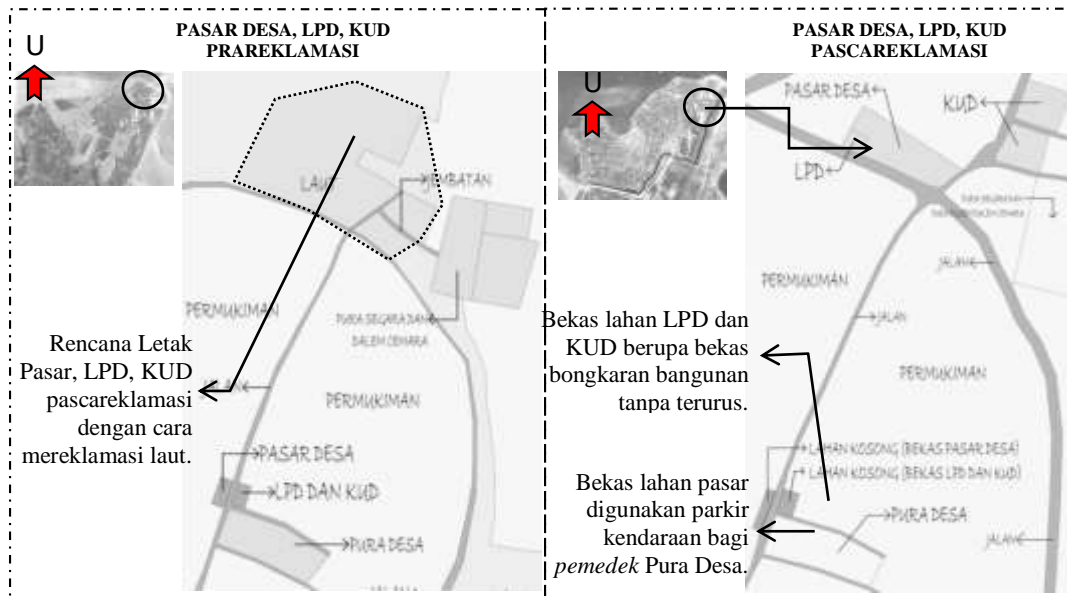 PASAR DESA, LPD, KUD
PRAREKLAMASI
U
LAUT
JEMBATAN
PERMUKIMAN
PURA SEGARA DAN
DALEM CEMARA
Rencana Letak
Pasar, LPD, KUD
pascareklamasi
dengan cara
mereklamasi laut.
JALAN
PERMUKIMAN
PASAR DESA
LPD DAN KUD
PURA DESA
PASAR DESA, LPD, KUD
PASCAREKLAMASI
U
PASAR DESA
KUD
LPD
JALAN
PERMUKIMAN
JALAN
Bekas lahan LPD dan
KUD berupa bekas
bongkaran bangunan
tanpa terurus.
PERMUKIMAN
LAHAN KOSONG (BEKAS PASAR DESA)
LAHAN KOSONG (BEKAS LPD DAN KUD)
Bekas lahan pasar
digunakan parkir
kendaraan bagi
pemedek Pura Desa.
PURA DESA
JALAN